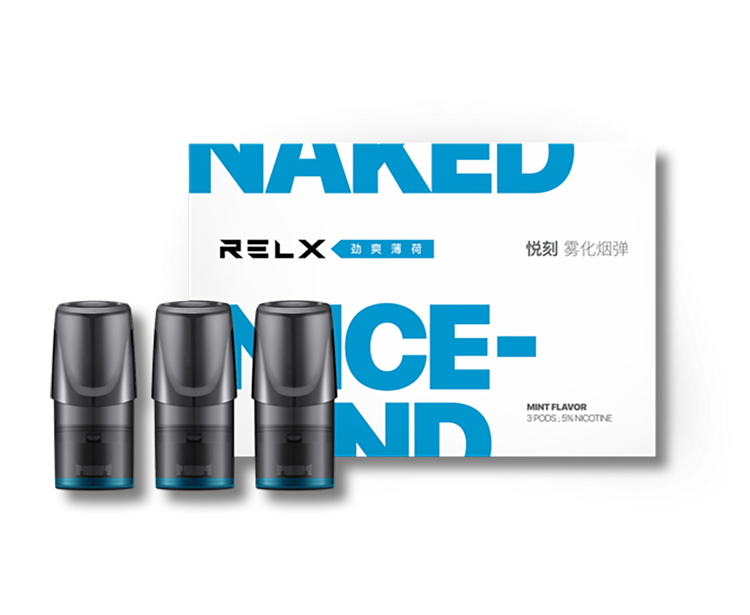 NAKED
RELX 劲爽薄荷
悦刻 雾化烟弹
ICE-
ND
MINT FLAVOR
3 PODS ; 5% NICOTINE